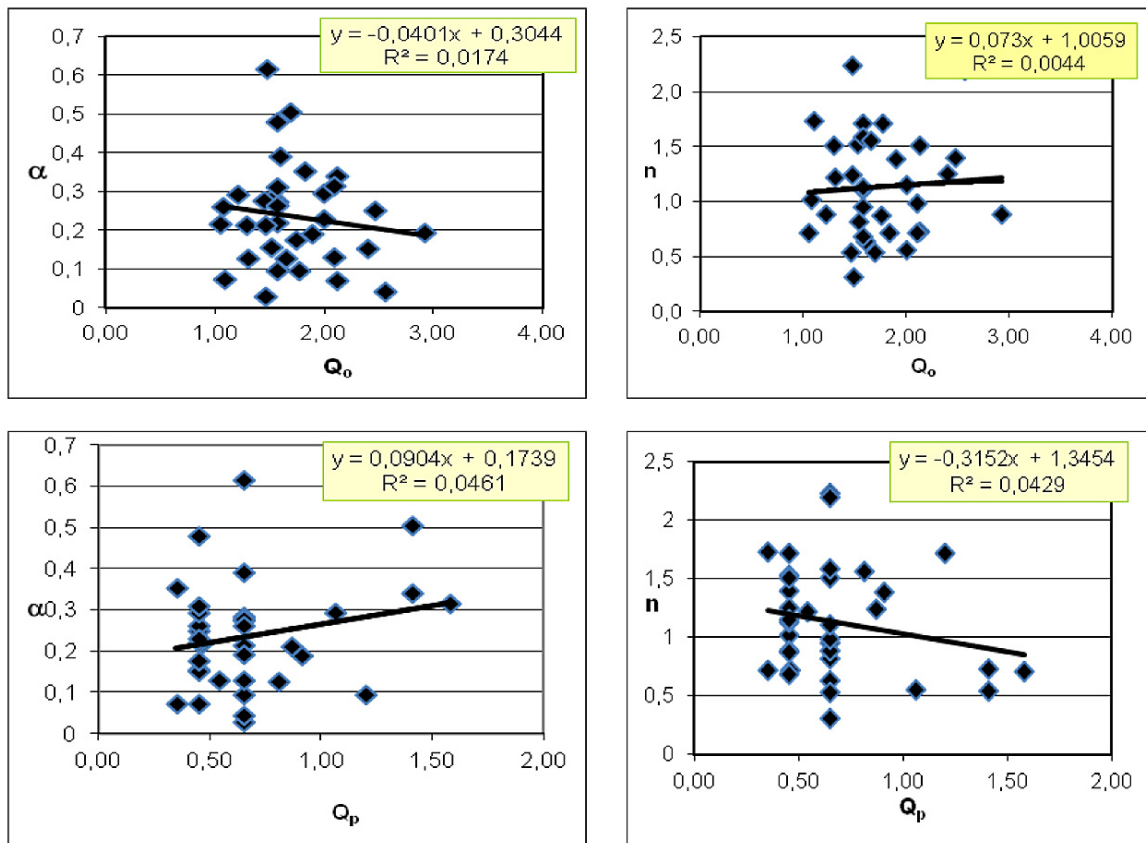 y = -0,0401x + 0,3044
R² = 0,0174
0,7
0,6
0,5
0,4
α
0,3
0,2
0,1
0
0,00 1,00 2,00 3,00 4,00
Qₒ
y = 0,073x + 1,0059
R² = 0,0044
2,5
2,0
1,5
n
1,0
0,5
0,0
0,00 1,00 2,00 3,00 4,00
Qₒ
y = 0,0904x + 0,1739
R² = 0,0461
0,7
0,6
0,5
0,4
α
0,3
0,2
0,1
0
0,00 0,50 1,00 1,50 2,00
Qₚ
y = -0,3152x + 1,3454
R² = 0,0429
2,5
2
1,5
n
1
0,5
0
0,00 0,50 1,00 1,50 2,00
Qₚ